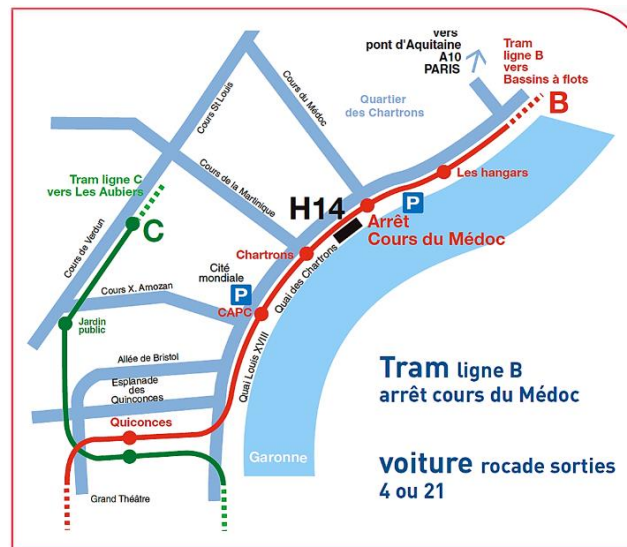 vers
pont d'Aquitaine
A10
PARIS
Tram
ligne B
vers
Bassins à flots
B
Cours St Louis
Cours du Médoc
Quartier
des Chartrons
Tram ligne C
vers Les Aubiers
C
Cours de la Martinique
Les hangars
P
H14
Arrêt
Cours du Médoc
Cours de Verdun
Chartrons
Quai des Chartrons
Cité
mondiale
P
Cours X. Arnozan
CAPC
Jardin
public
Quai Louis XVIII
Allée de Bristol
Esplanade
des
Quinconces
Quiconces
Grand Théâtre
Garonne
Tram ligne B
arrêt cours du Médoc
voiture rocade sorties
4 ou 21